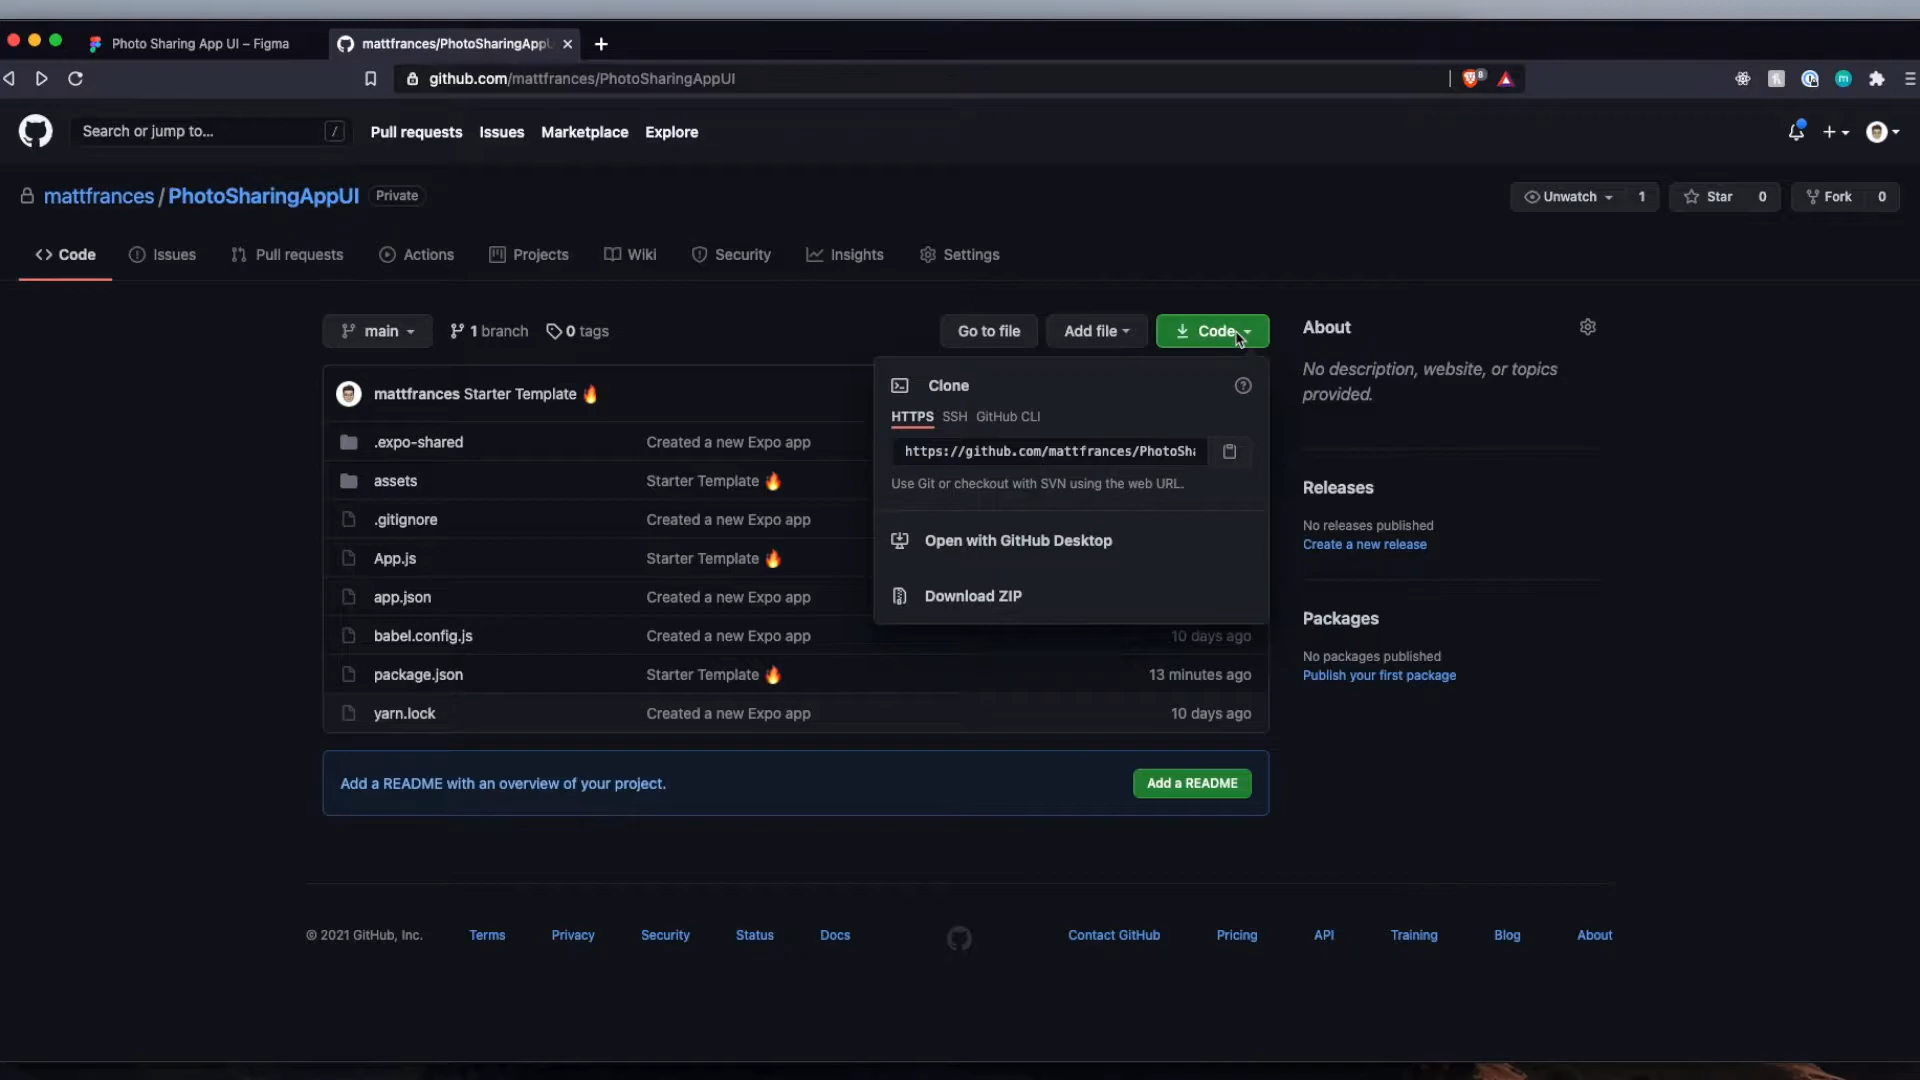 Photo Sharing App UI – Figma
mattfrances/PhotoSharingAppU
github.com/mattfrances/PhotoSharingAppUI
8
m
Search or jump to...
/
Pull requests Issues Marketplace Explore
mattfrances / PhotoSharingAppUI Private
Unwatch 1 Star 0 Fork 0
Code Issues Pull requests Actions Projects Wiki Security Insights Settings
main 1 branch 0 tags
Go to file Add file Code
mattfrances Starter Template 🔥
.expo-shared Created a new Expo app
assets Starter Template 🔥
.gitignore Created a new Expo app
App.js Starter Template 🔥
app.json Created a new Expo app
babel.config.js Created a new Expo app 10 days ago
package.json Starter Template 🔥 13 minutes ago
yarn.lock Created a new Expo app 10 days ago
Clone
HTTPS SSH GitHub CLI
https://github.com/mattfrances/PhotoSha
Use Git or checkout with SVN using the web URL.
Open with GitHub Desktop
Download ZIP
About
No description, website, or topics
provided.
Releases
No releases published
Create a new release
Packages
No packages published
Publish your first package
Add a README with an overview of your project. Add a README
© 2021 GitHub, Inc. Terms Privacy Security Status Docs Contact GitHub Pricing API Training Blog About